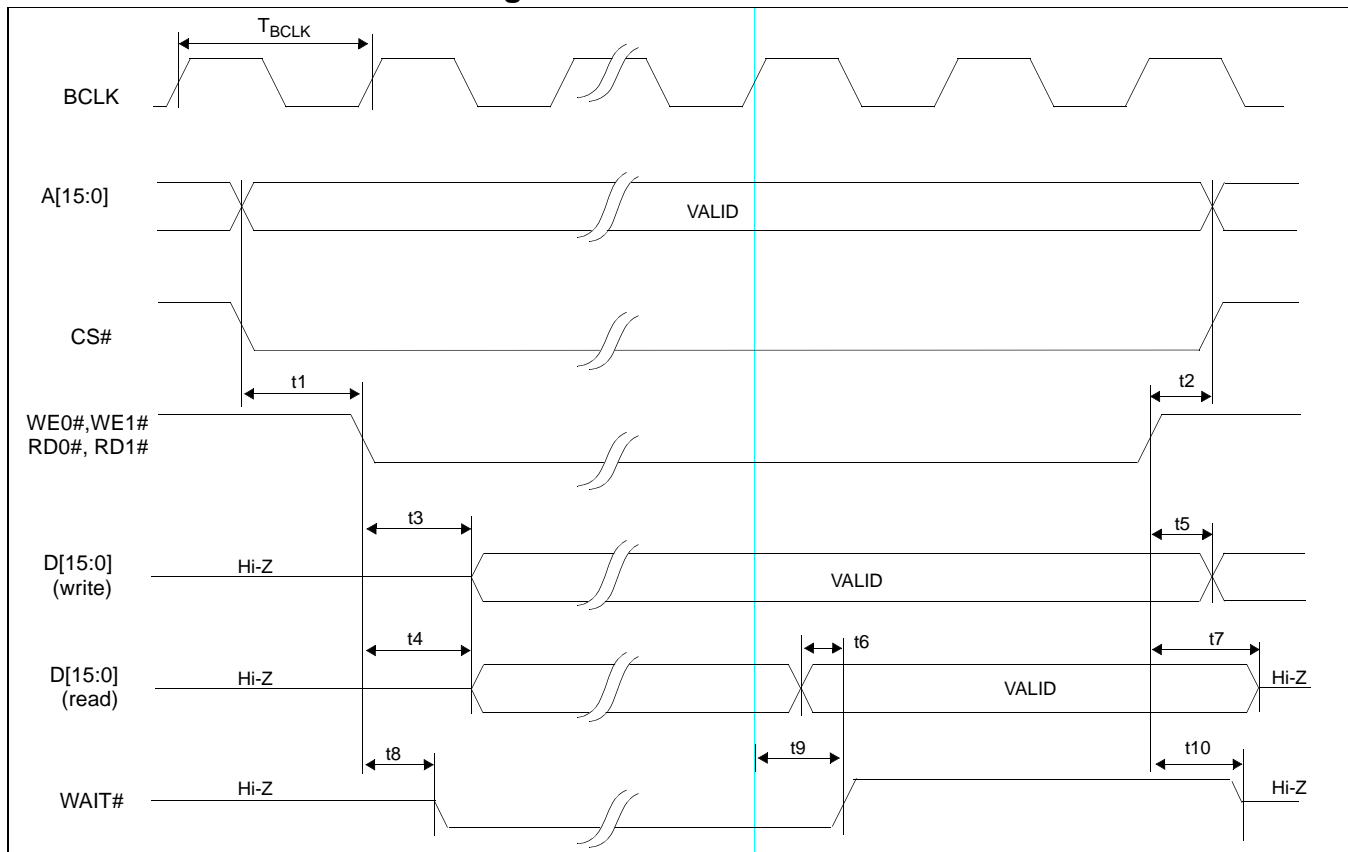 T_BCLK
BCLK
A[15:0]
VALID
CS#
t1
t2
WE0#,WE1#
RD0#, RD1#
t3
t5
D[15:0]
(write)
Hi-Z
VALID
t4
t6
t7
D[15:0]
(read)
Hi-Z
VALID
Hi-Z
t8
t9
t10
WAIT#
Hi-Z
Hi-Z